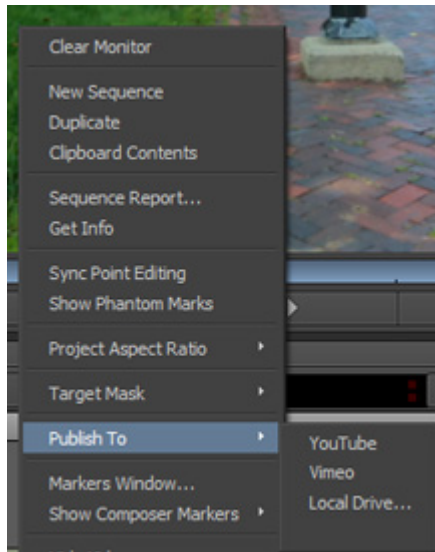 Clear Monitor
New Sequence
Duplicate
Clipboard Contents
Sequence Report...
Get Info
Sync Point Editing
Show Phantom Marks
Project Aspect Ratio
Target Mask
Publish To
YouTube
Vimeo
Local Drive...
Markers Window...
Show Composer Markers